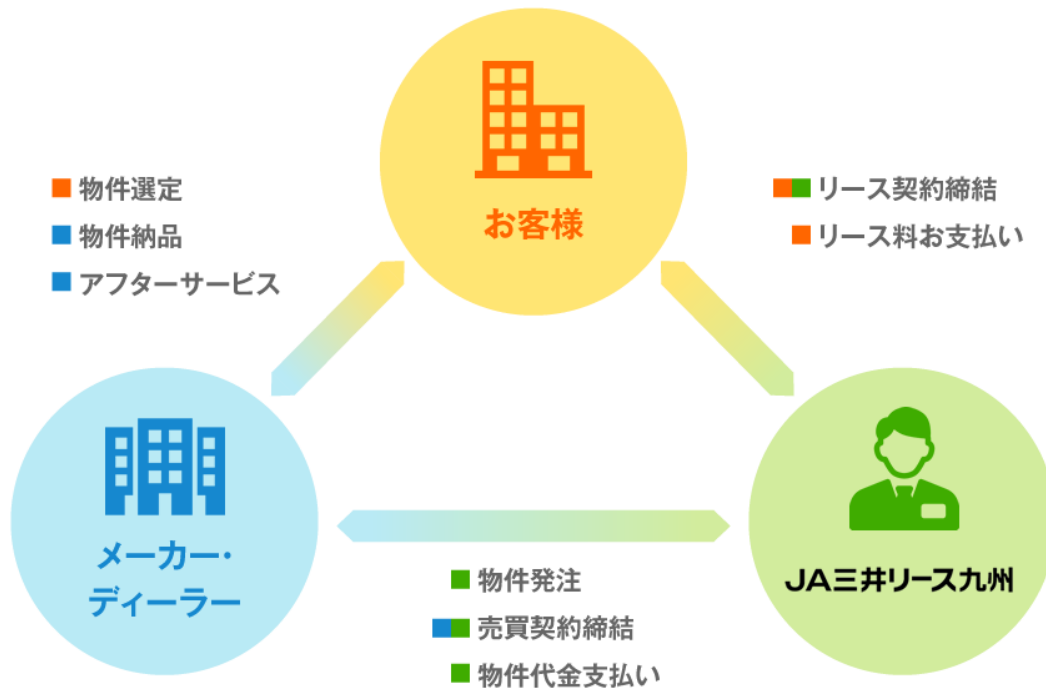 お客様
物件選定
物件納品
アフターサービス
リース契約締結
リース料お支払い
メーカー・
ディーラー
JA三井リース九州
物件発注
売買契約締結
物件代金支払い